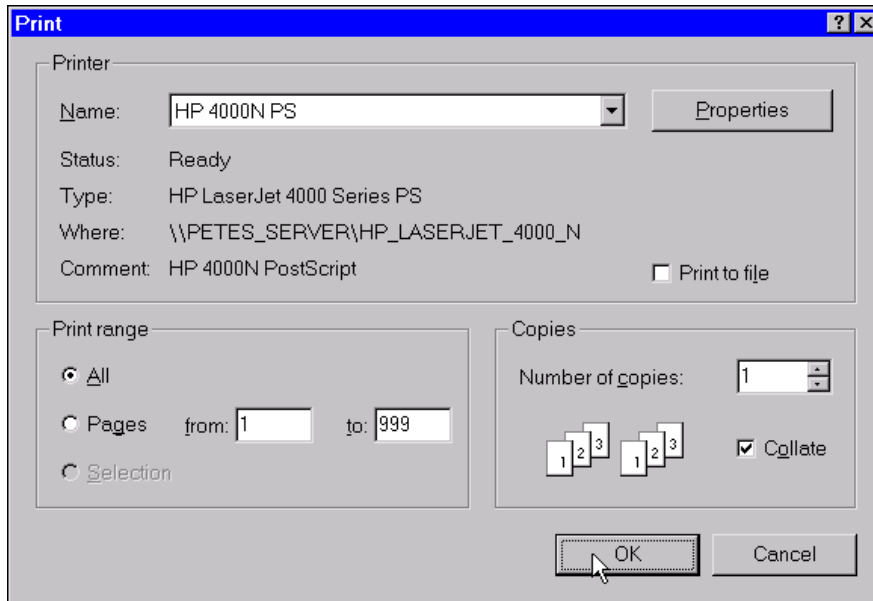 Print
Printer
Name: HP 4000N PS Properties
Status: Ready
Type: HP LaserJet 4000 Series PS
Where: \\PETES_SERVER\HP_LASERJET_4000_N
Comment: HP 4000N PostScript
Print to file
Print range
All
Pages from: 1 to: 999
Selection
Copies
Number of copies: 1
1 2 3 1 2 3
Collate
OK Cancel